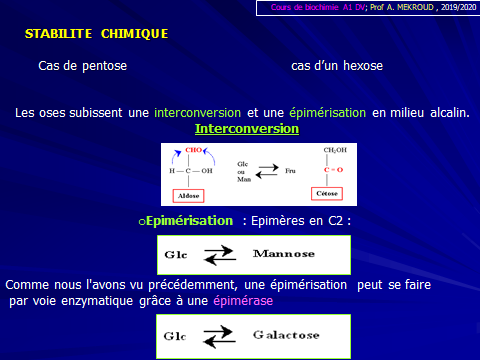 Cours de biochimie A1 DV; Prof A. MEKROUD , 2019/2020
STABILITE CHIMIQUE
Cas de pentose cas d’un hexose
Les oses subissent une interconversion et une épimérisation en milieu alcalin.
Interconversion
CHO
H — C — OH
Aldose
Glc
ou
Man
Fru
CH₂OH
C = O
Cétose
oEpimérisation : Epimères en C2 :
Glc Mannose
Comme nous l'avons vu précédemment, une épimérisation peut se faire
par voie enzymatique grâce à une épimérase
Glc Galactose